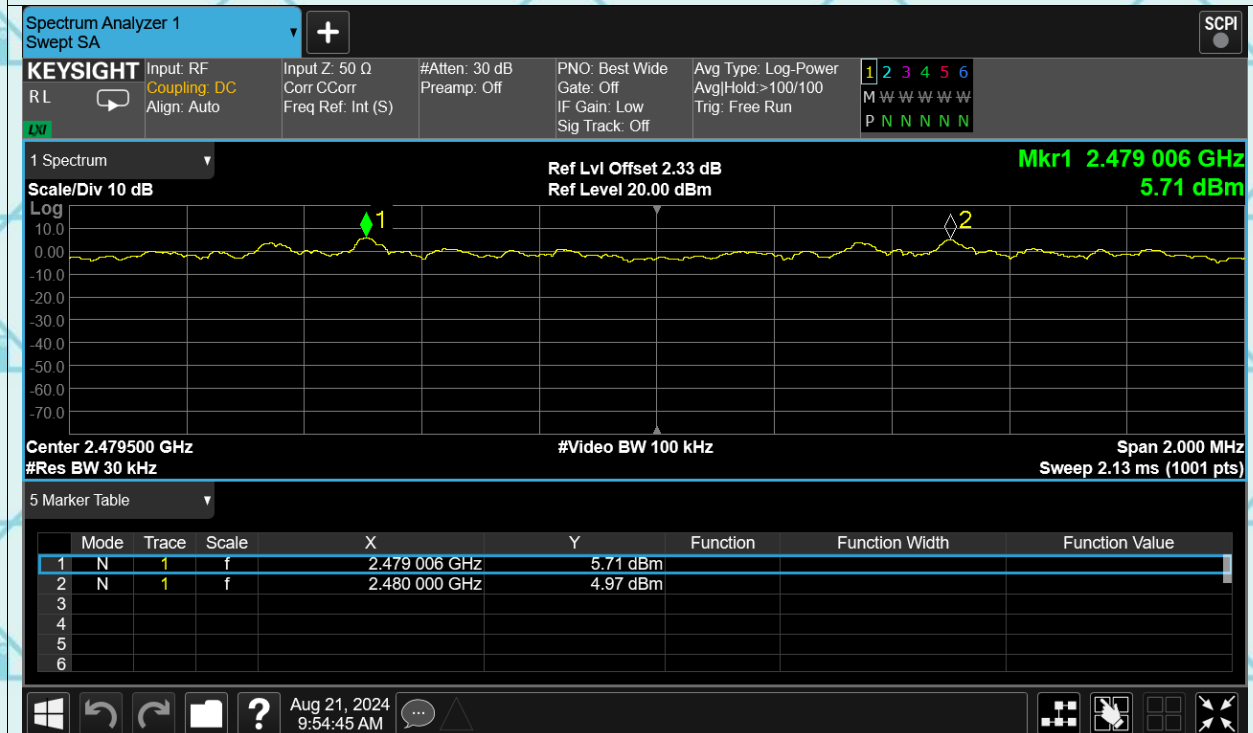 Spectrum Analyzer 1
Swept SA
+
SCPI
KEYSIGHT
RL
LXI
Input: RF
Coupling: DC
Align: Auto
Input Z: 50 Ω
Corr CCorr
Freq Ref: Int (S)
#Atten: 30 dB
Preamp: Off
PNO: Best Wide
Gate: Off
IF Gain: Low
Sig Track: Off
Avg Type: Log-Power
Avg|Hold:>100/100
Trig: Free Run
1 2 3 4 5 6
M W W W W W
P N N N N N
1 Spectrum
Scale/Div 10 dB
Ref Lvl Offset 2.33 dB
Ref Level 20.00 dBm
Mkr1 2.479 006 GHz
5.71 dBm
Log
10.0
0.00
-10.0
-20.0
-30.0
-40.0
-50.0
-60.0
-70.0
1
2
Center 2.479500 GHz
#Video BW 100 kHz
Span 2.000 MHz
#Res BW 30 kHz
Sweep 2.13 ms (1001 pts)
5 Marker Table
Mode Trace Scale X Y Function Function Width Function Value
1 N 1 f 2.479 006 GHz 5.71 dBm
2 N 1 f 2.480 000 GHz 4.97 dBm
3
4
5
6
?
Aug 21, 2024
9:54:45 AM